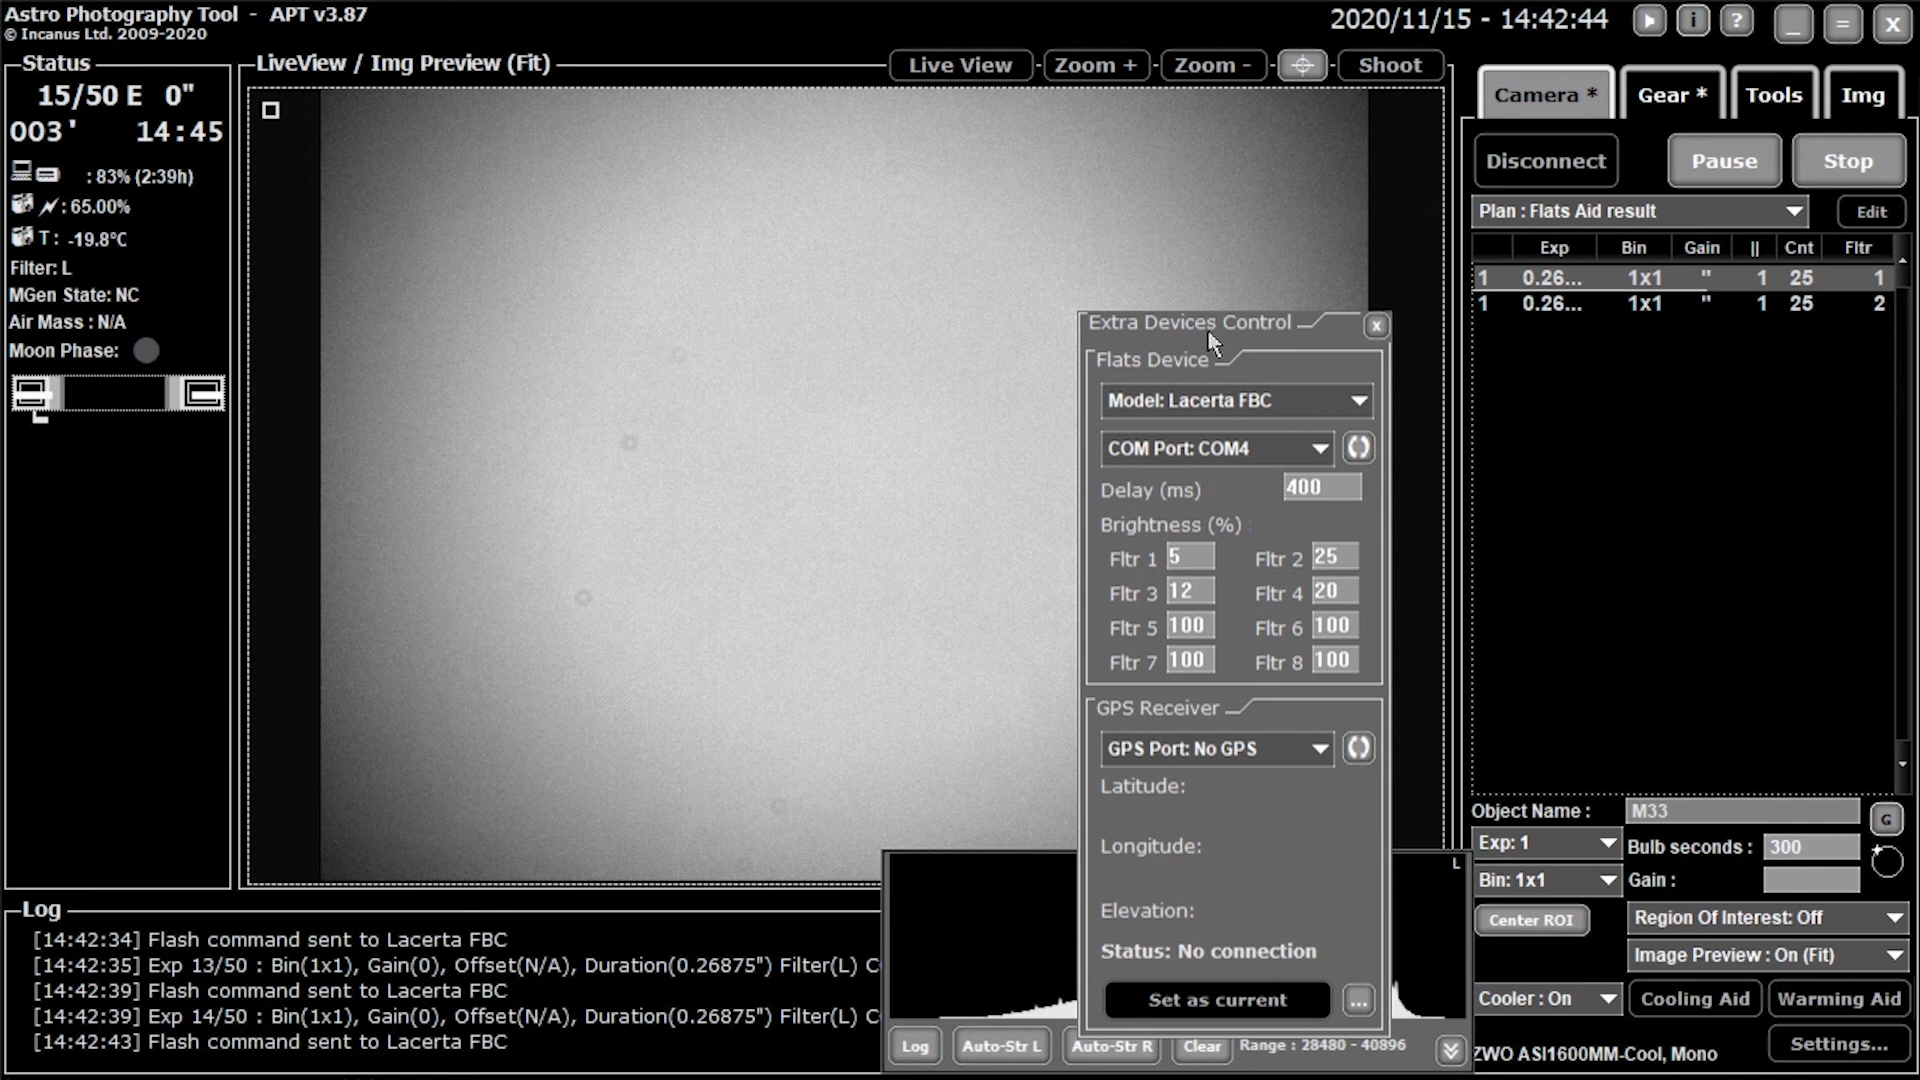 Astro Photography Tool - APT v3.87
© Incanus Ltd. 2009-2020
2020/11/15 - 14:42:44
i
?
_
=
X
Status
15/50 E 0"
003' 14:45
: 83% (2:39h)
: 65.00%
T: -19.8ºC
Filter: L
MGen State: NC
Air Mass : N/A
Moon Phase:
LiveView / Img Preview (Fit)
Live View
Zoom +
Zoom -
Shoot
Camera *
Gear *
Tools
Img
Disconnect
Pause
Stop
Plan : Flats Aid result
Edit
Exp Bin Gain || Cnt Fltr
1 0.26... 1x1 " 1 25 1
1 0.26... 1x1 " 1 25 2
Extra Devices Control
x
Flats Device
Model: Lacerta FBC
COM Port: COM4
Delay (ms) 400
Brightness (%) :
Fltr 1 5 Fltr 2 25
Fltr 3 12 Fltr 4 20
Fltr 5 100 Fltr 6 100
Fltr 7 100 Fltr 8 100
GPS Receiver
GPS Port: No GPS
Latitude:
Longitude:
Elevation:
Status: No connection
Set as current
...
L
Log
Auto-Str L
Auto-Str R
Clear
Range : 28480 - 40896
Object Name : M33
G
Exp: 1
Bulb seconds : 300
Bin: 1x1
Gain :
Center ROI
Region Of Interest: Off
Image Preview : On (Fit)
Cooler : On
Cooling Aid
Warming Aid
ZWO ASI1600MM-Cool, Mono
Settings...
Log
[14:42:34] Flash command sent to Lacerta FBC
[14:42:35] Exp 13/50 : Bin(1x1), Gain(0), Offset(N/A), Duration(0.26875") Filter(L) C
[14:42:39] Flash command sent to Lacerta FBC
[14:42:39] Exp 14/50 : Bin(1x1), Gain(0), Offset(N/A), Duration(0.26875") Filter(L) C
[14:42:43] Flash command sent to Lacerta FBC